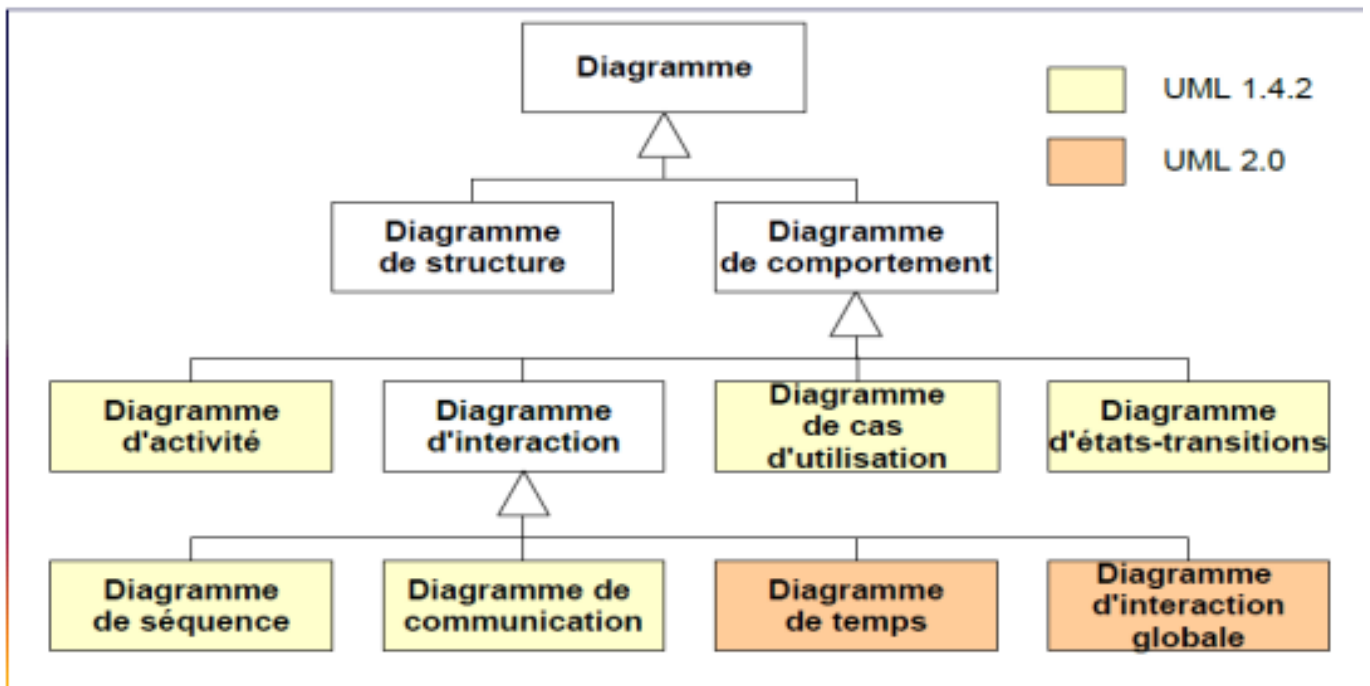 Diagramme
UML 1.4.2
UML 2.0
Diagramme
de structure
Diagramme
de comportement
Diagramme
d'activité
Diagramme
d'interaction
Diagramme
de cas
d'utilisation
Diagramme
d'états-transitions
Diagramme
de séquence
Diagramme de
communication
Diagramme
de temps
Diagramme
d'interaction
globale